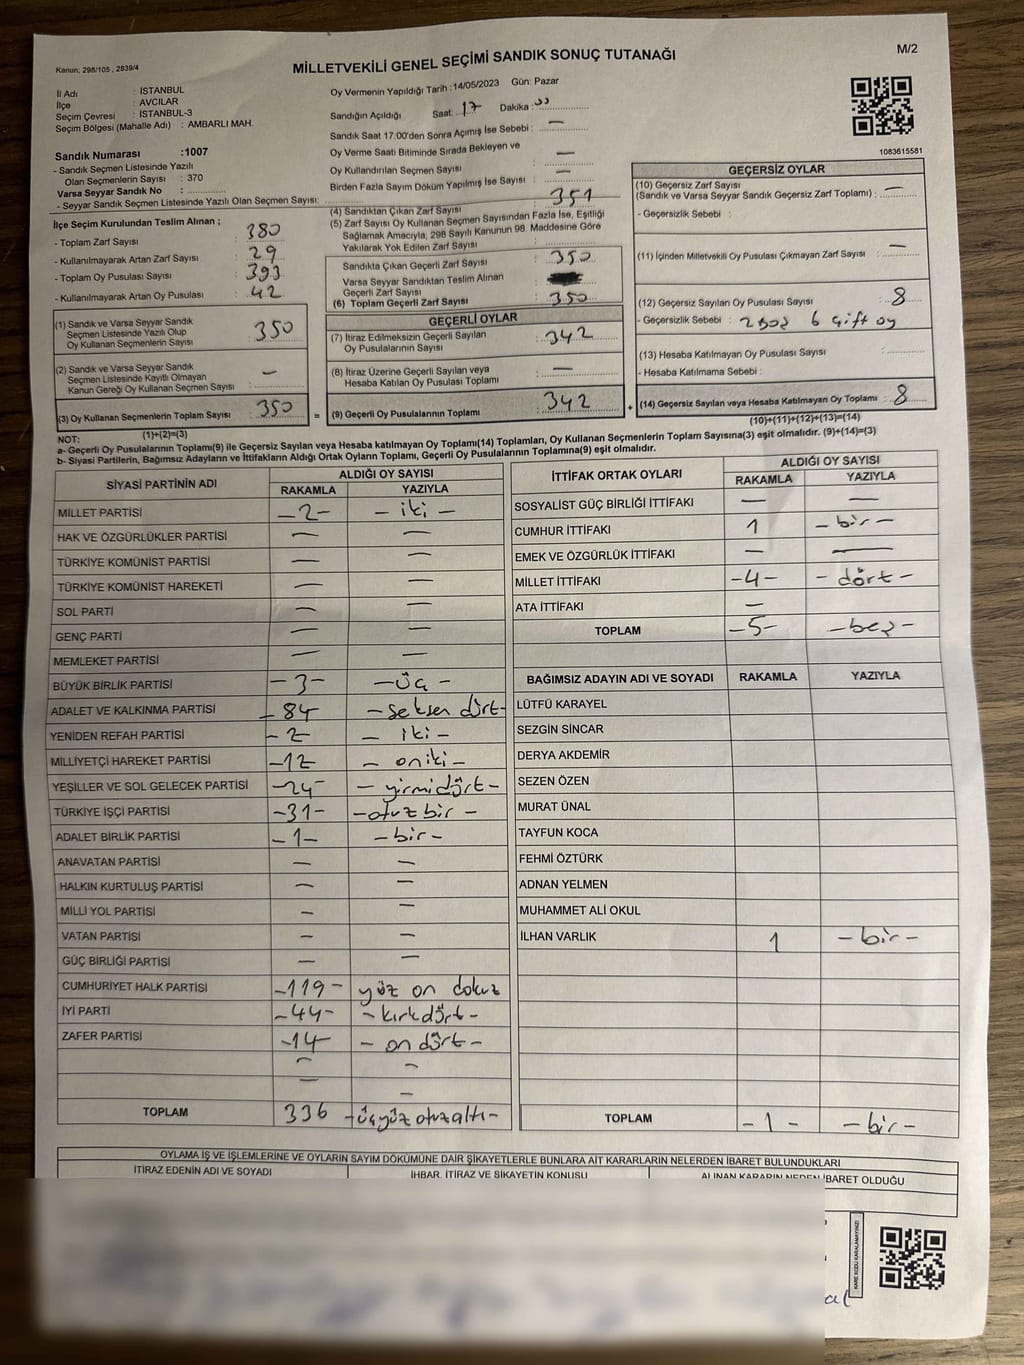 Kanun: 298/105 , 2839/4
MİLLETVEKİLİ GENEL SEÇİMİ SANDIK SONUÇ TUTANAĞI
M/2
İl Adı : İSTANBUL
İlçe : AVCILAR
Seçim Çevresi : İSTANBUL-3
Seçim Bölgesi (Mahalle Adı) : AMBARLI MAH.
Oy Vermenin Yapıldığı Tarih : 14/05/2023 Gün: Pazar
Sandığın Açıldığı Saat: 17 Dakika :
Sandık Saat 17.00'den Sonra Açımış İse Sebebi : —
Oy Verme Saati Bitiminde Sırada Bekleyen ve
Oy Kullandırılan Seçmen Sayısı : —
Birden Fazla Sayım Döküm Yapılmış İse Sayısı : —
1083615581
Sandık Numarası :1007
- Sandık Seçmen Listesinde Yazılı
Olan Seçmenlerin Sayısı : 370
Varsa Seyyar Sandık No :
- Seyyar Sandık Seçmen Listesinde Yazılı Olan Seçmen Sayısı:
İlçe Seçim Kurulundan Teslim Alınan ;
- Toplam Zarf Sayısı : 380
- Kullanılmayarak Artan Zarf Sayısı : 29
- Toplam Oy Pusulası Sayısı : 393
- Kullanılmayarak Artan Oy Pusulası : 42
(4) Sandıktan Çıkan Zarf Sayısı : 351
(5) Zarf Sayısı Oy Kullanan Seçmen Sayısından Fazla İse, Eşitliği
Sağlamak Amacıyla, 298 Sayılı Kanunun 98. Maddesine Göre
Yakılarak Yok Edilen Zarf Sayısı :
Sandıkta Çıkan Geçerli Zarf Sayısı : 350
Varsa Seyyar Sandıktan Teslim Alınan
Geçerli Zarf Sayısı :
(6) Toplam Geçerli Zarf Sayısı : 350
GEÇERSİZ OYLAR
(10) Geçersiz Zarf Sayısı
(Sandık ve Varsa Seyyar Sandık Geçersiz Zarf Toplamı) : —
- Geçersizlik Sebebi :
(11) İçinden Milletvekili Oy Pusulası Çıkmayan Zarf Sayısı : —
(12) Geçersiz Sayılan Oy Pusulası Sayısı : 8
- Geçersizlik Sebebi : 2 boş 6 çift oy
(13) Hesaba Katılmayan Oy Pusulası Sayısı :
- Hesaba Katılmama Sebebi :
(14) Geçersiz Sayılan veya Hesaba Katılmayan Oy Toplamı : 8
(10)+(11)+(12)+(13)=(14)
(1) Sandık ve Varsa Seyyar Sandık
Seçmen Listesinde Yazılı Olup
Oy Kullanan Seçmenlerin Sayısı : 350
(2) Sandık ve Varsa Seyyar Sandık
Seçmen Listesinde Kayıtlı Olmayan
Kanun Gereği Oy Kullanan Seçmen Sayısı : —
(3) Oy Kullanan Seçmenlerin Toplam Sayısı : 350 =
(1)+(2)=(3)
GEÇERLİ OYLAR
(7) İtiraz Edilmeksizin Geçerli Sayılan
Oy Pusulalarının Sayısı : 342
(8) İtiraz Üzerine Geçerli Sayılan veya
Hesaba Katılan Oy Pusulası Toplamı : —
(9) Geçerli Oy Pusulalarının Toplamı : 342 +
NOT:
a- Geçerli Oy Pusulalarının Toplamı(9) ile Geçersiz Sayılan veya Hesaba katılmayan Oy Toplamı(14) Toplamları, Oy Kullanan Seçmenlerin Toplam Sayısına(3) eşit olmalıdır. (9)+(14)=(3)
b- Siyasi Partilerin, Bağımsız Adayların ve İttifakların Aldığı Ortak Oyların Toplamı, Geçerli Oy Pusulalarının Toplamına(9) eşit olmalıdır.
SİYASİ PARTİNİN ADI ALDIĞI OY SAYISI
RAKAMLA YAZIYLA
MİLLET PARTİSİ -2- - iki -
HAK VE ÖZGÜRLÜKLER PARTİSİ — —
TÜRKİYE KOMÜNİST PARTİSİ — —
TÜRKİYE KOMÜNİST HAREKETİ — —
SOL PARTİ — —
GENÇ PARTİ — —
MEMLEKET PARTİSİ — —
BÜYÜK BİRLİK PARTİSİ -3- -üç-
ADALET VE KALKINMA PARTİSİ -84 -seksen dört-
YENİDEN REFAH PARTİSİ -2- - iki -
MİLLİYETÇİ HAREKET PARTİSİ -12- - oniki -
YEŞİLLER VE SOL GELECEK PARTİSİ -24- - yirmidört -
TÜRKİYE İŞÇİ PARTİSİ -31- -otuz bir -
ADALET BİRLİK PARTİSİ -1- -bir-
ANAVATAN PARTİSİ — —
HALKIN KURTULUŞ PARTİSİ — —
MİLLİ YOL PARTİSİ — —
VATAN PARTİSİ — —
GÜÇ BİRLİĞİ PARTİSİ — —
CUMHURİYET HALK PARTİSİ -119- yüz on dokuz
İYİ PARTİ -44- -kırkdört-
ZAFER PARTİSİ -14 - on dört -
TOPLAM 336 -üçyüz otuzaltı-
İTTİFAK ORTAK OYLARI ALDIĞI OY SAYISI
RAKAMLA YAZIYLA
SOSYALİST GÜÇ BİRLİĞİ İTTİFAKI — —
CUMHUR İTTİFAKI 1 - bir -
EMEK VE ÖZGÜRLÜK İTTİFAKI — —
MİLLET İTTİFAKI -4- - dört -
ATA İTTİFAKI —
TOPLAM -5- -beş-
BAĞIMSIZ ADAYIN ADI VE SOYADI RAKAMLA YAZIYLA
LÜTFÜ KARAYEL
SEZGİN SİNCAR
DERYA AKDEMİR
SEZEN ÖZEN
MURAT ÜNAL
TAYFUN KOCA
FEHMİ ÖZTÜRK
ADNAN YELMEN
MUHAMMET ALİ OKUL
İLHAN VARLIK 1 -bir-
TOPLAM -1- -bir-
OYLAMA İŞ VE İŞLEMLERİNE VE OYLARIN SAYIM DÖKÜMÜNE DAİR ŞİKAYETLERLE BUNLARA AİT KARARLARIN NELERDEN İBARET BULUNDUKLARI
İTİRAZ EDENİN ADI VE SOYADI İHBAR, İTİRAZ VE ŞİKAYETİN KONUSU ALINAN KARARIN NEDEN İBARET OLDUĞU
KARE KODU KARALAMAYINIZ!